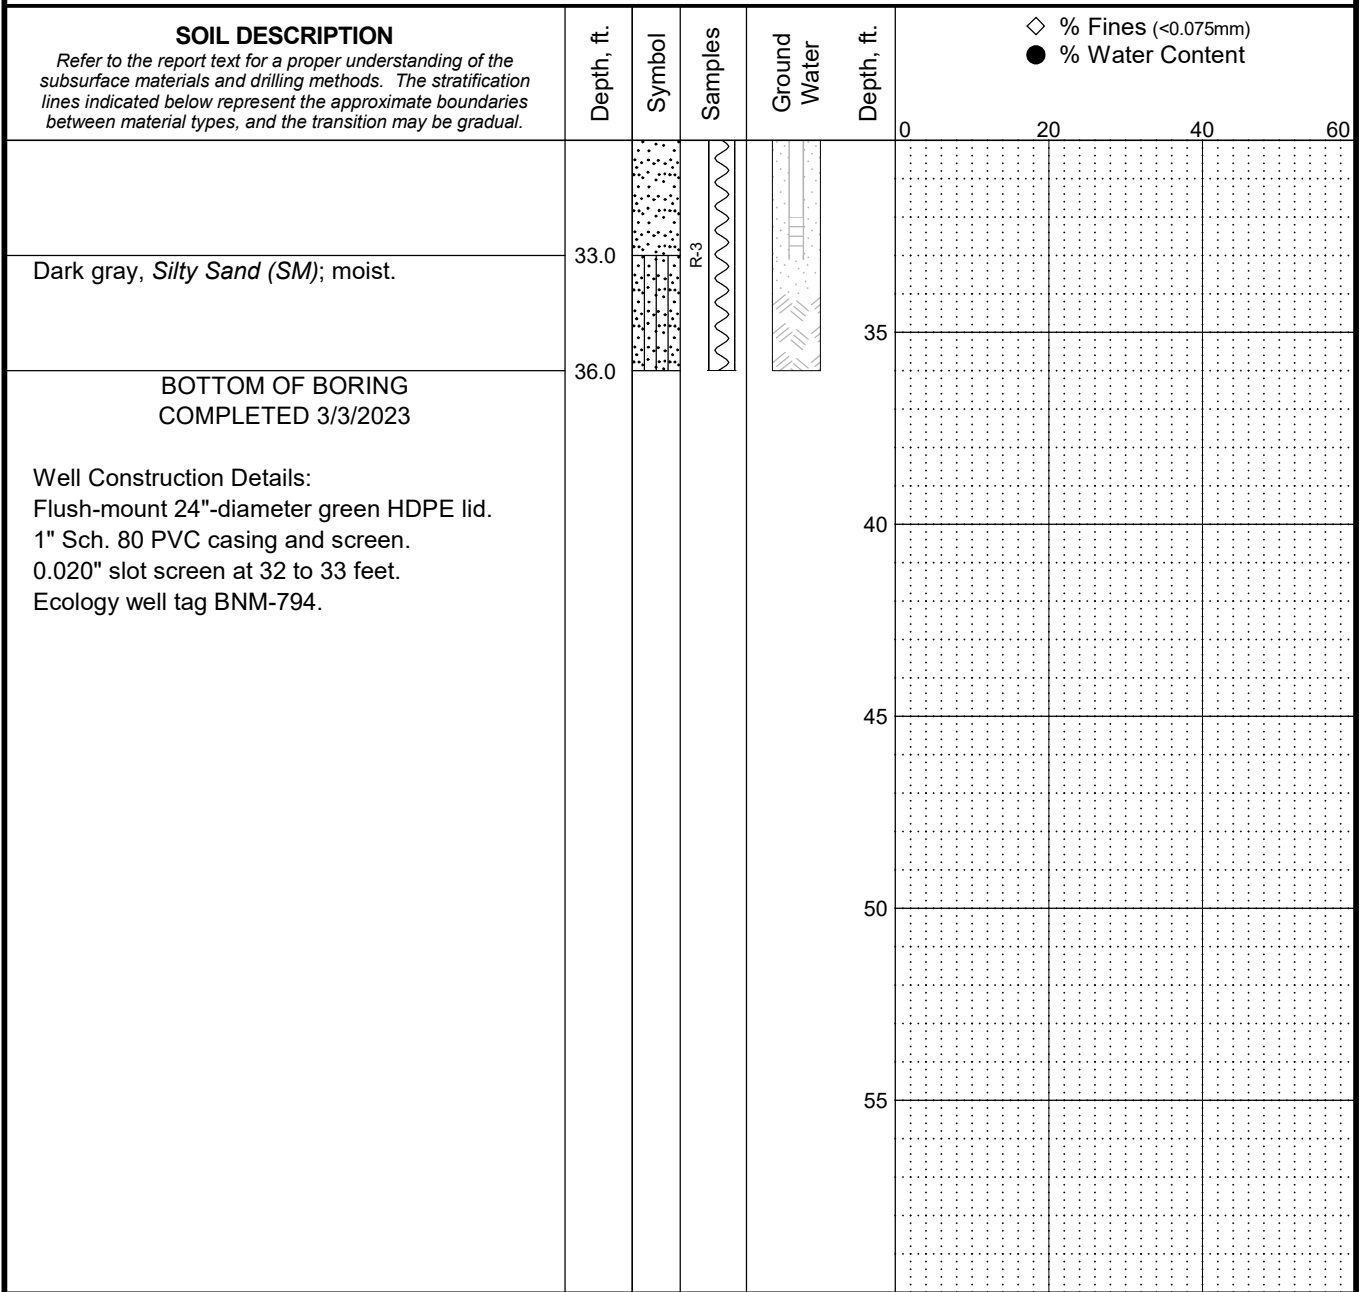 SOIL DESCRIPTION
Refer to the report text for a proper understanding of the
subsurface materials and drilling methods. The stratification
lines indicated below represent the approximate boundaries
between material types, and the transition may be gradual.
Depth, ft.
Symbol
Samples
Ground
Water
Depth, ft.
◇ % Fines (<0.075mm)
● % Water Content
0 20 40 60
33.0
R-3
Dark gray, Silty Sand (SM); moist.
35
36.0
BOTTOM OF BORING
COMPLETED 3/3/2023
Well Construction Details:
Flush-mount 24"-diameter green HDPE lid.
1" Sch. 80 PVC casing and screen.
0.020" slot screen at 32 to 33 feet.
Ecology well tag BNM-794.
40
45
50
55